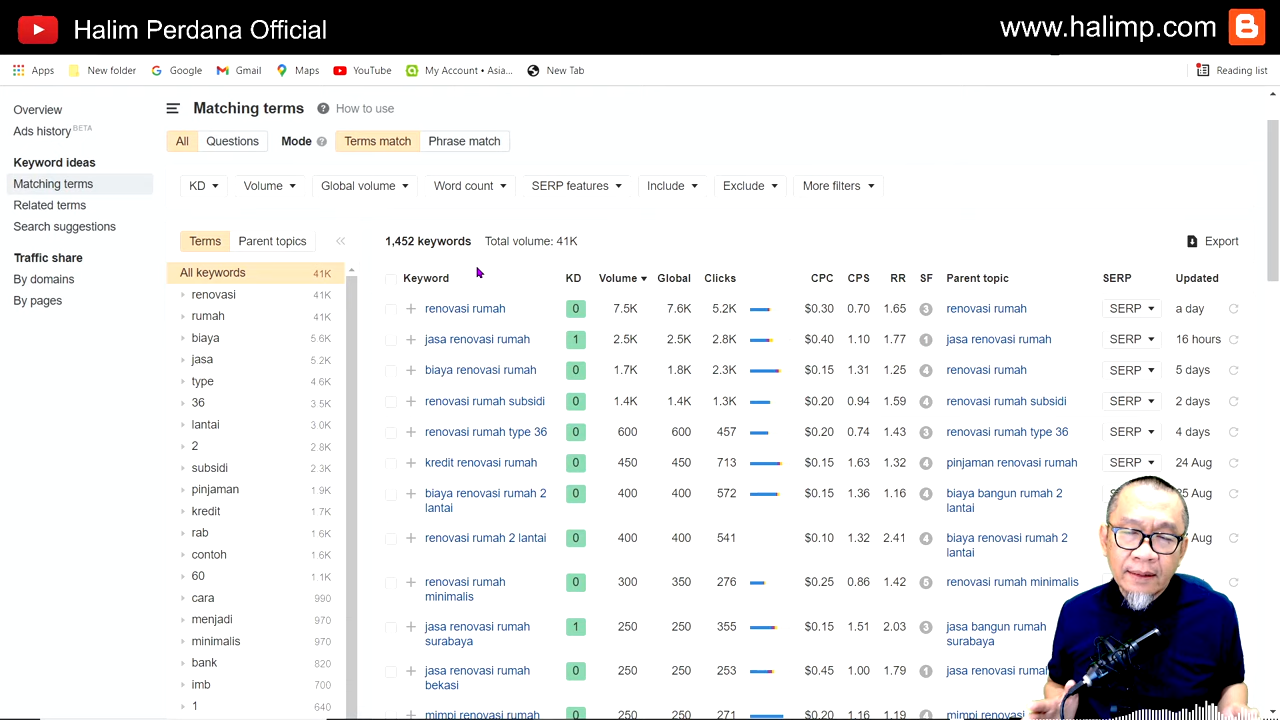 Halim Perdana Official
www.halimp.com
Apps New folder Google Gmail Maps YouTube My Account • Asia... New Tab Reading list
Overview
Ads history BETA
Keyword ideas
Matching terms
Related terms
Search suggestions
Traffic share
By domains
By pages
Matching terms ? How to use
All Questions Mode ? Terms match Phrase match
KD Volume Global volume Word count SERP features Include Exclude More filters
Terms Parent topics «
All keywords 41K
renovasi 41K
rumah 41K
biaya 5.6K
jasa 5.2K
type 4.6K
36 3.5K
lantai 3.0K
2 2.8K
subsidi 2.3K
pinjaman 1.9K
kredit 1.7K
rab 1.6K
contoh 1.6K
60 1.1K
cara 990
menjadi 970
minimalis 970
bank 820
imb 700
1 640
1,452 keywords Total volume: 41K Export
Keyword KD Volume Global Clicks CPC CPS RR SF Parent topic SERP Updated
+ renovasi rumah 0 7.5K 7.6K 5.2K $0.30 0.70 1.65 3 renovasi rumah SERP a day
+ jasa renovasi rumah 1 2.5K 2.5K 2.8K $0.40 1.10 1.77 1 jasa renovasi rumah SERP 16 hours
+ biaya renovasi rumah 0 1.7K 1.8K 2.3K $0.15 1.31 1.25 4 renovasi rumah SERP 5 days
+ renovasi rumah subsidi 0 1.4K 1.4K 1.3K $0.20 0.94 1.59 4 renovasi rumah subsidi SERP 2 days
+ renovasi rumah type 36 0 600 600 457 $0.20 0.74 1.43 3 renovasi rumah type 36 SERP 4 days
+ kredit renovasi rumah 0 450 450 713 $0.15 1.63 1.32 4 pinjaman renovasi rumah SERP 24 Aug
+ biaya renovasi rumah 2 0 400 400 572 $0.15 1.36 1.16 4 biaya bangun rumah 2 Aug
lantai lantai
+ renovasi rumah 2 lantai 0 400 400 541 $0.10 1.32 2.41 4 biaya renovasi rumah 2 Aug
lantai
+ renovasi rumah 0 300 350 276 $0.25 0.86 1.42 5 renovasi rumah minimalis
minimalis
+ jasa renovasi rumah 1 250 250 355 $0.15 1.51 2.03 3 jasa bangun rumah
surabaya surabaya
+ jasa renovasi rumah 0 250 250 253 $0.45 1.00 1.79 1 jasa renovasi
bekasi
+ mimpi renovasi rumah 0 250 250 271 $0.20 1.16 1.19 4 mimpi